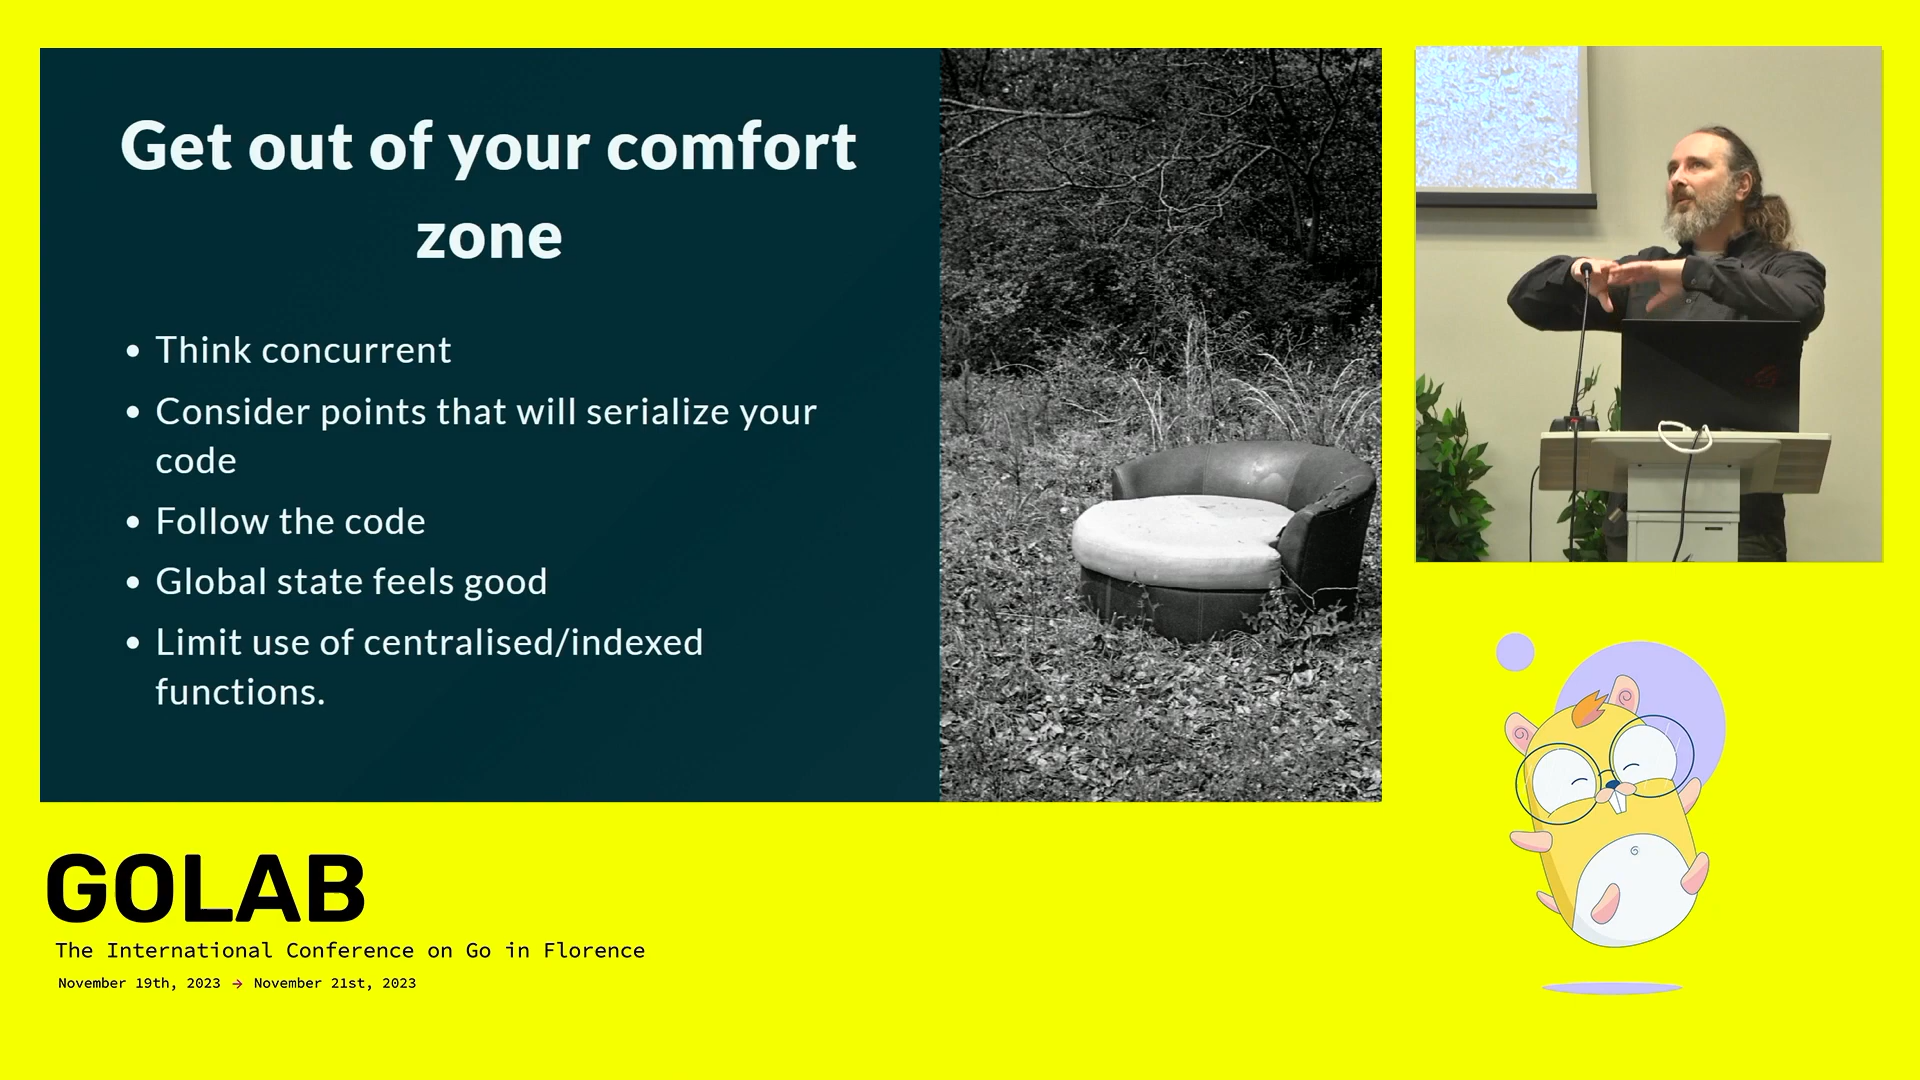 Get out of your comfort
zone
• Think concurrent
• Consider points that will serialize your
code
• Follow the code
• Global state feels good
• Limit use of centralised/indexed
functions.
GOLAB
The International Conference on Go in Florence
November 19th, 2023 → November 21st, 2023